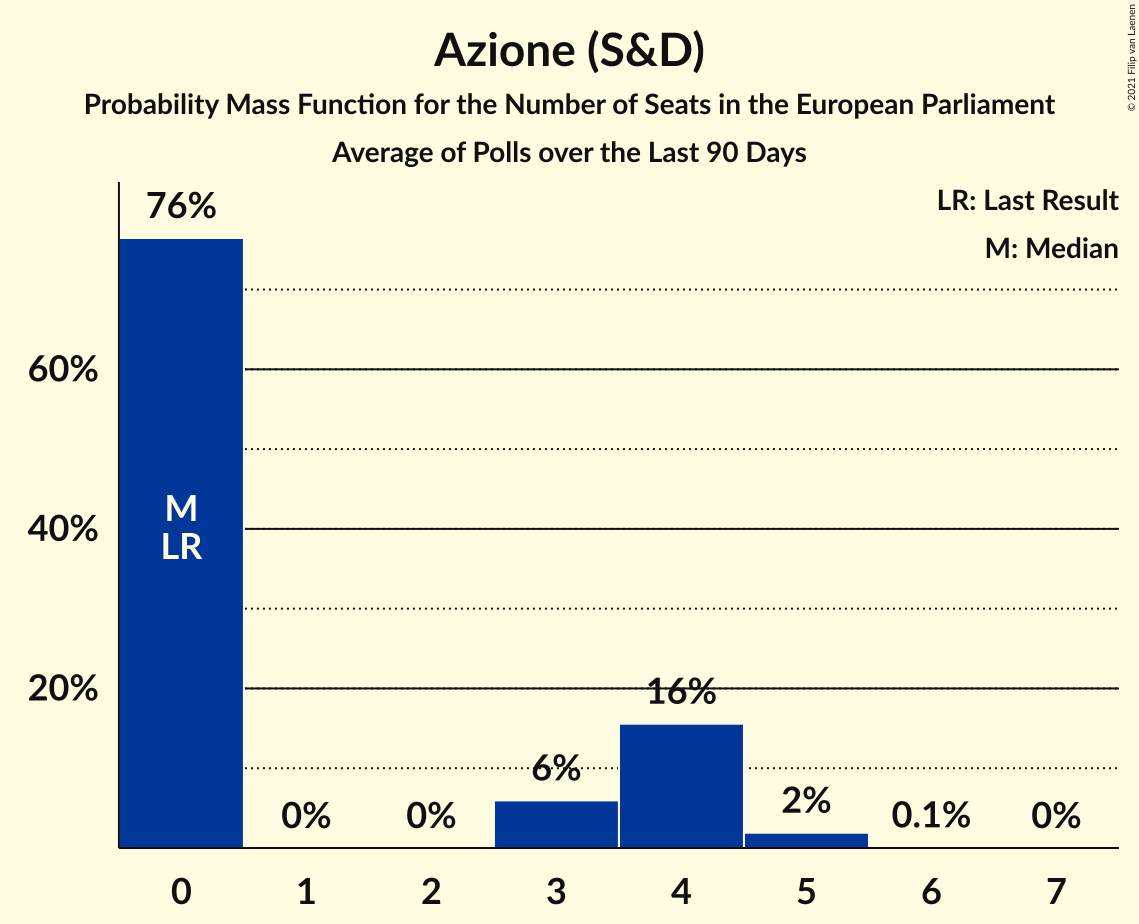 Azione (S&D)
Probability Mass Function for the Number of Seats in the European Parliament
Average of Polls over the Last 90 Days
© 2021 Filip van Laenen
LR: Last Result
M: Median
76%
60%
40%
20%
M
LR
0%
0%
6%
16%
2%
0.1%
0%
0 1 2 3 4 5 6 7